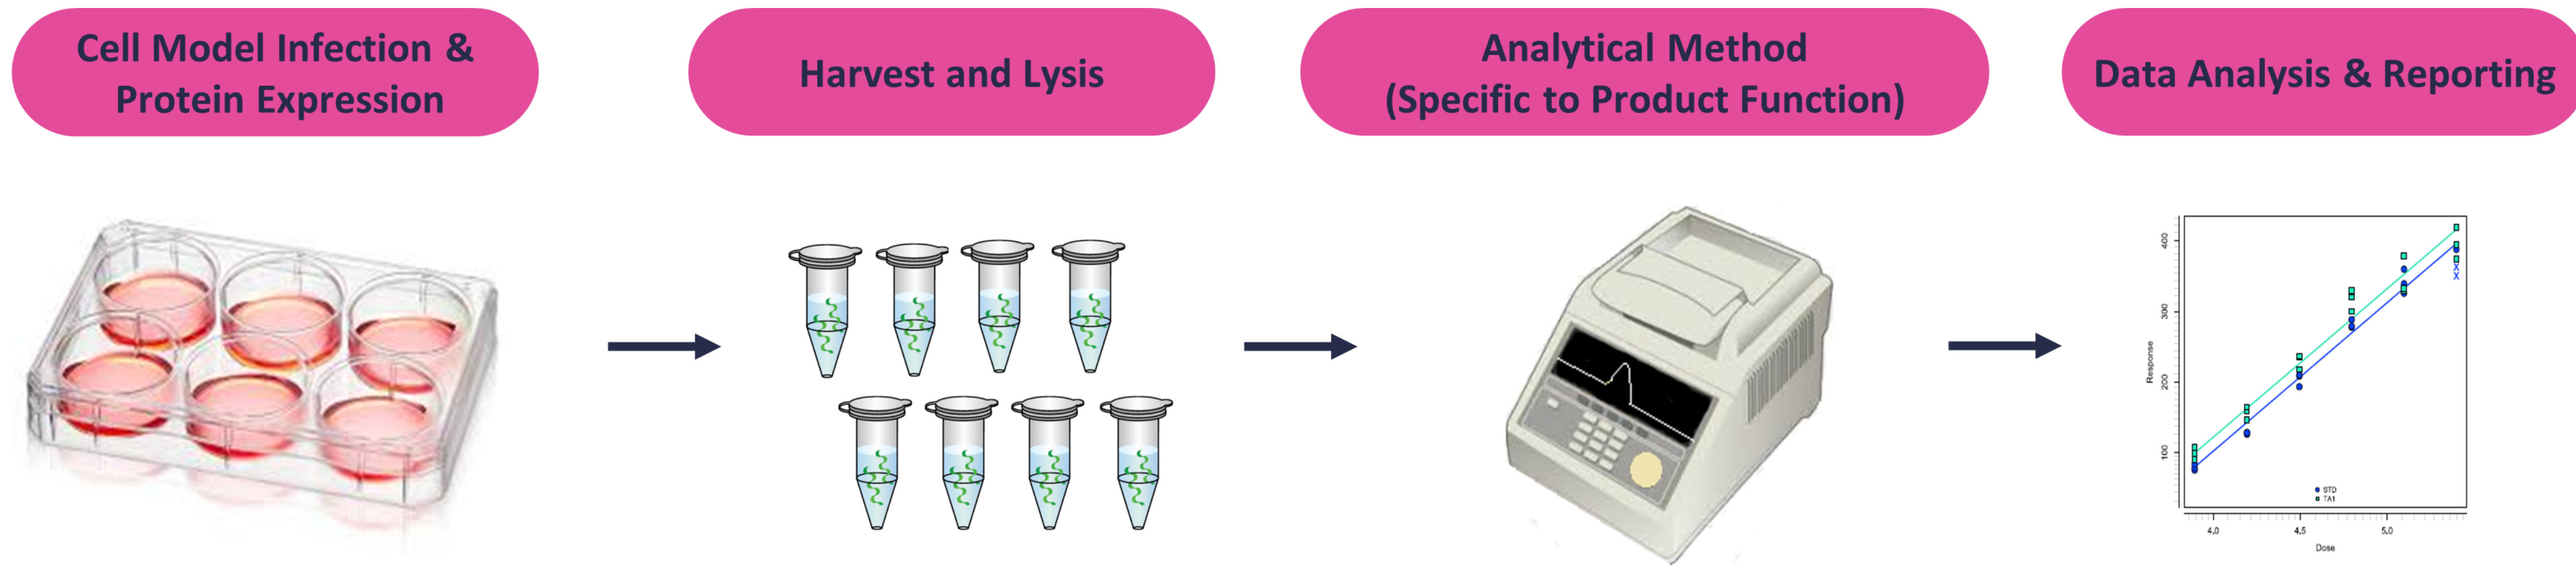 Cell Model Infection &
Protein Expression
Harvest and Lysis
Analytical Method
(Specific to Product Function)
Data Analysis & Reporting
400
300
200
100
Response
STD
TA1
4.0
4.5
5.0
Dose